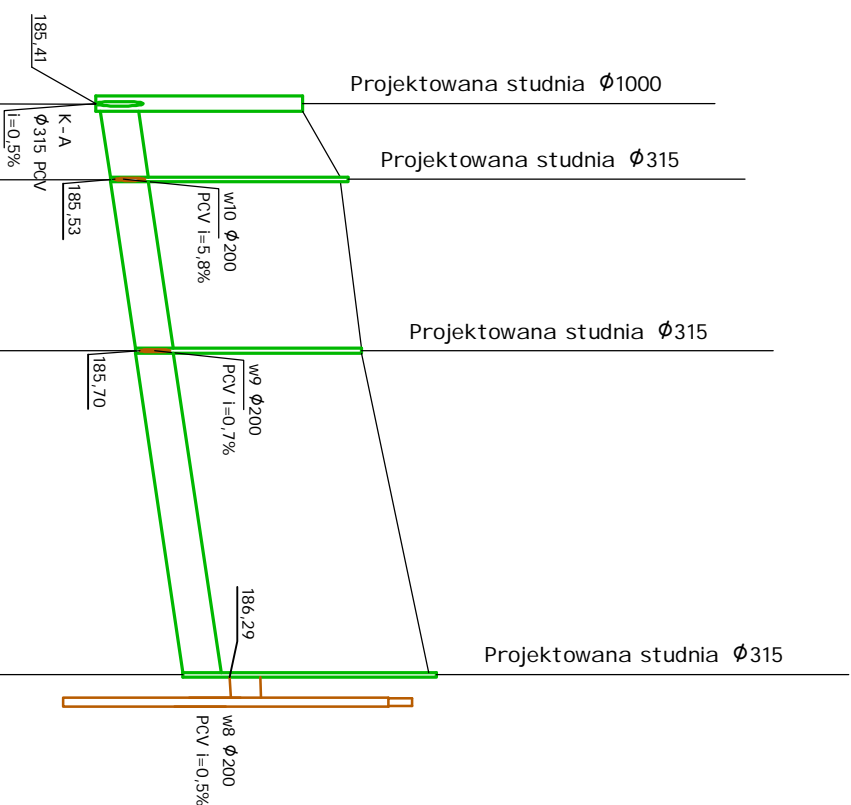 Projektowana studnia Φ1000
Projektowana studnia Φ315
Projektowana studnia Φ315
Projektowana studnia Φ315
185,41
K-A
Φ315 PCV
i=0,5%
185,53
w10 Φ200
PCV i=5,8%
185,70
w9 Φ200
PCV i=0,7%
186,29
w8 Φ200
PCV i=0,5%